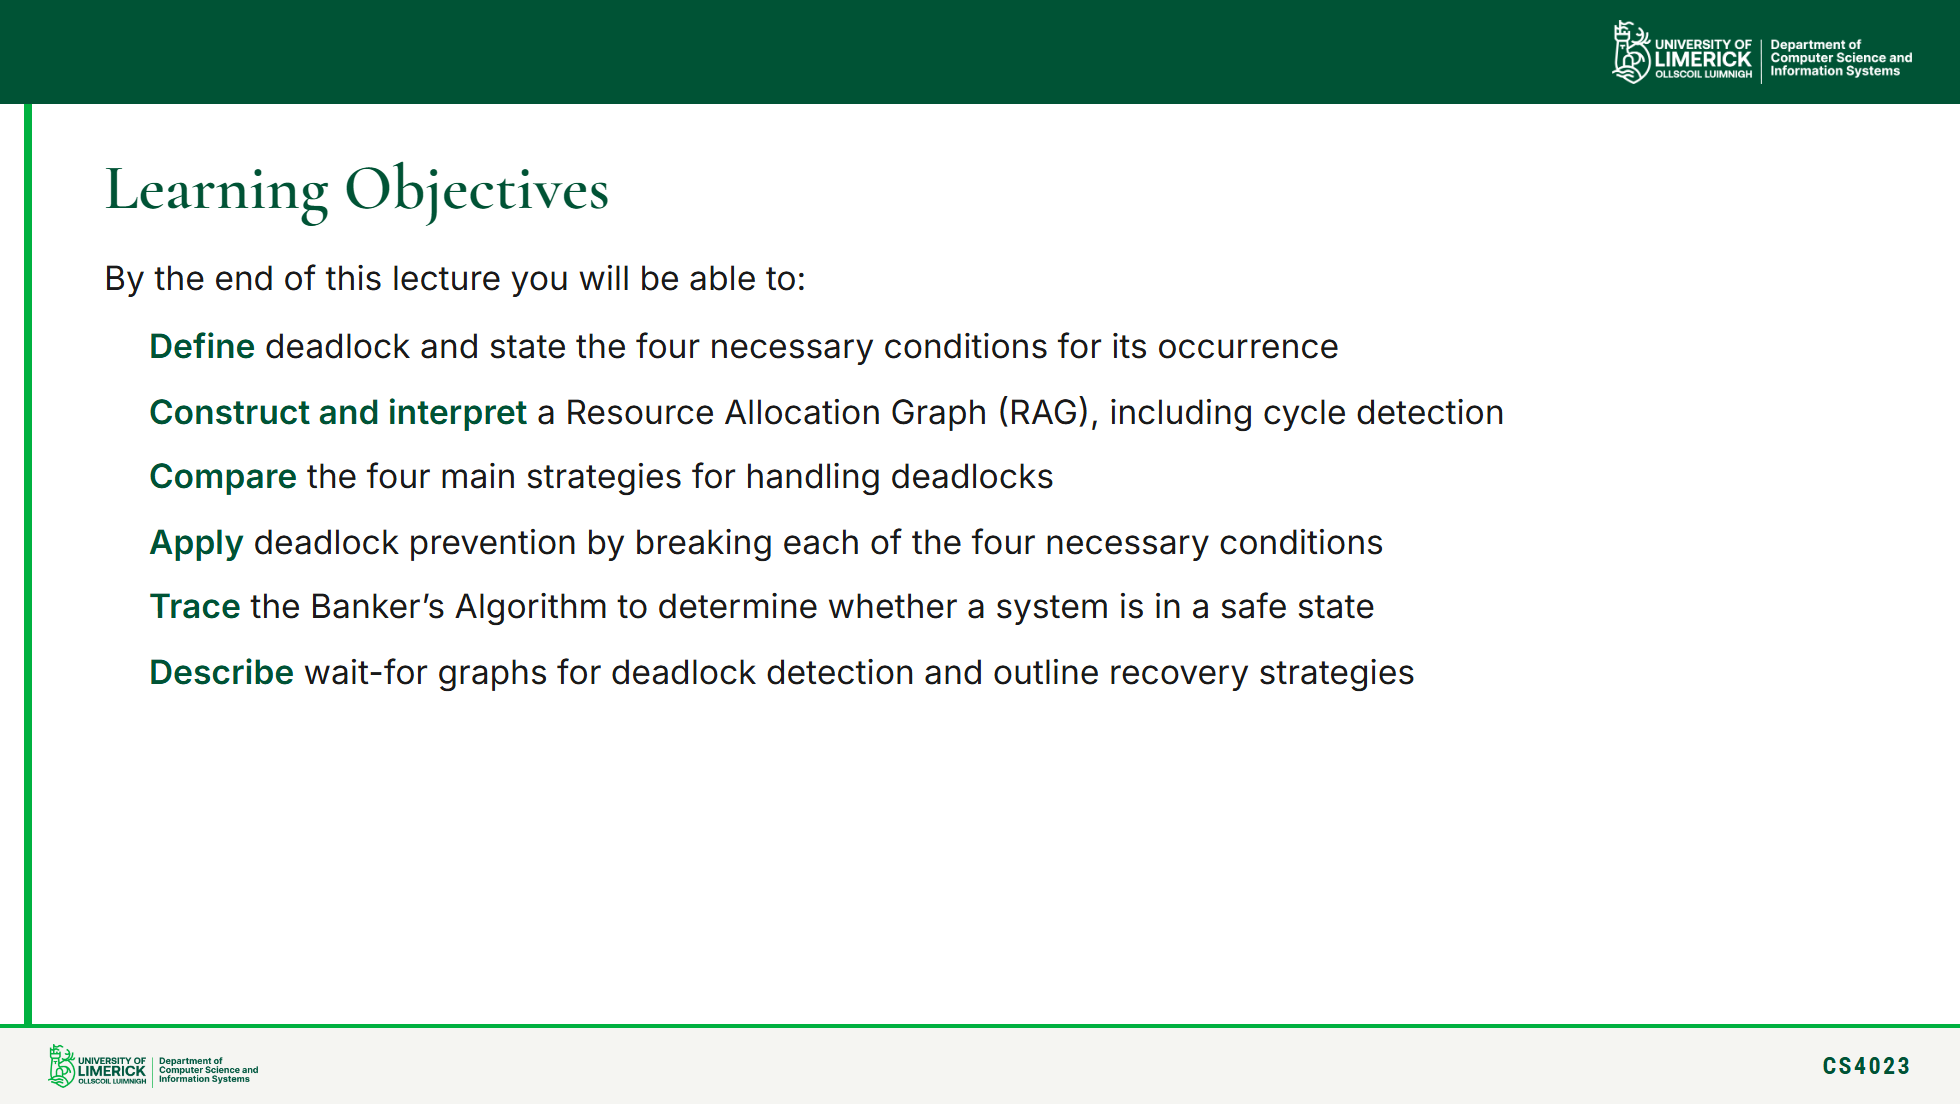 UNIVERSITY OF
LIMERICK
OLLSCOIL LUIMNIGH
Department of
Computer Science and
Information Systems
Learning Objectives
By the end of this lecture you will be able to:
Define deadlock and state the four necessary conditions for its occurrence
Construct and interpret a Resource Allocation Graph (RAG), including cycle detection
Compare the four main strategies for handling deadlocks
Apply deadlock prevention by breaking each of the four necessary conditions
Trace the Banker’s Algorithm to determine whether a system is in a safe state
Describe wait-for graphs for deadlock detection and outline recovery strategies
UNIVERSITY OF
LIMERICK
OLLSCOIL LUIMNIGH
Department of
Computer Science and
Information Systems
CS4023